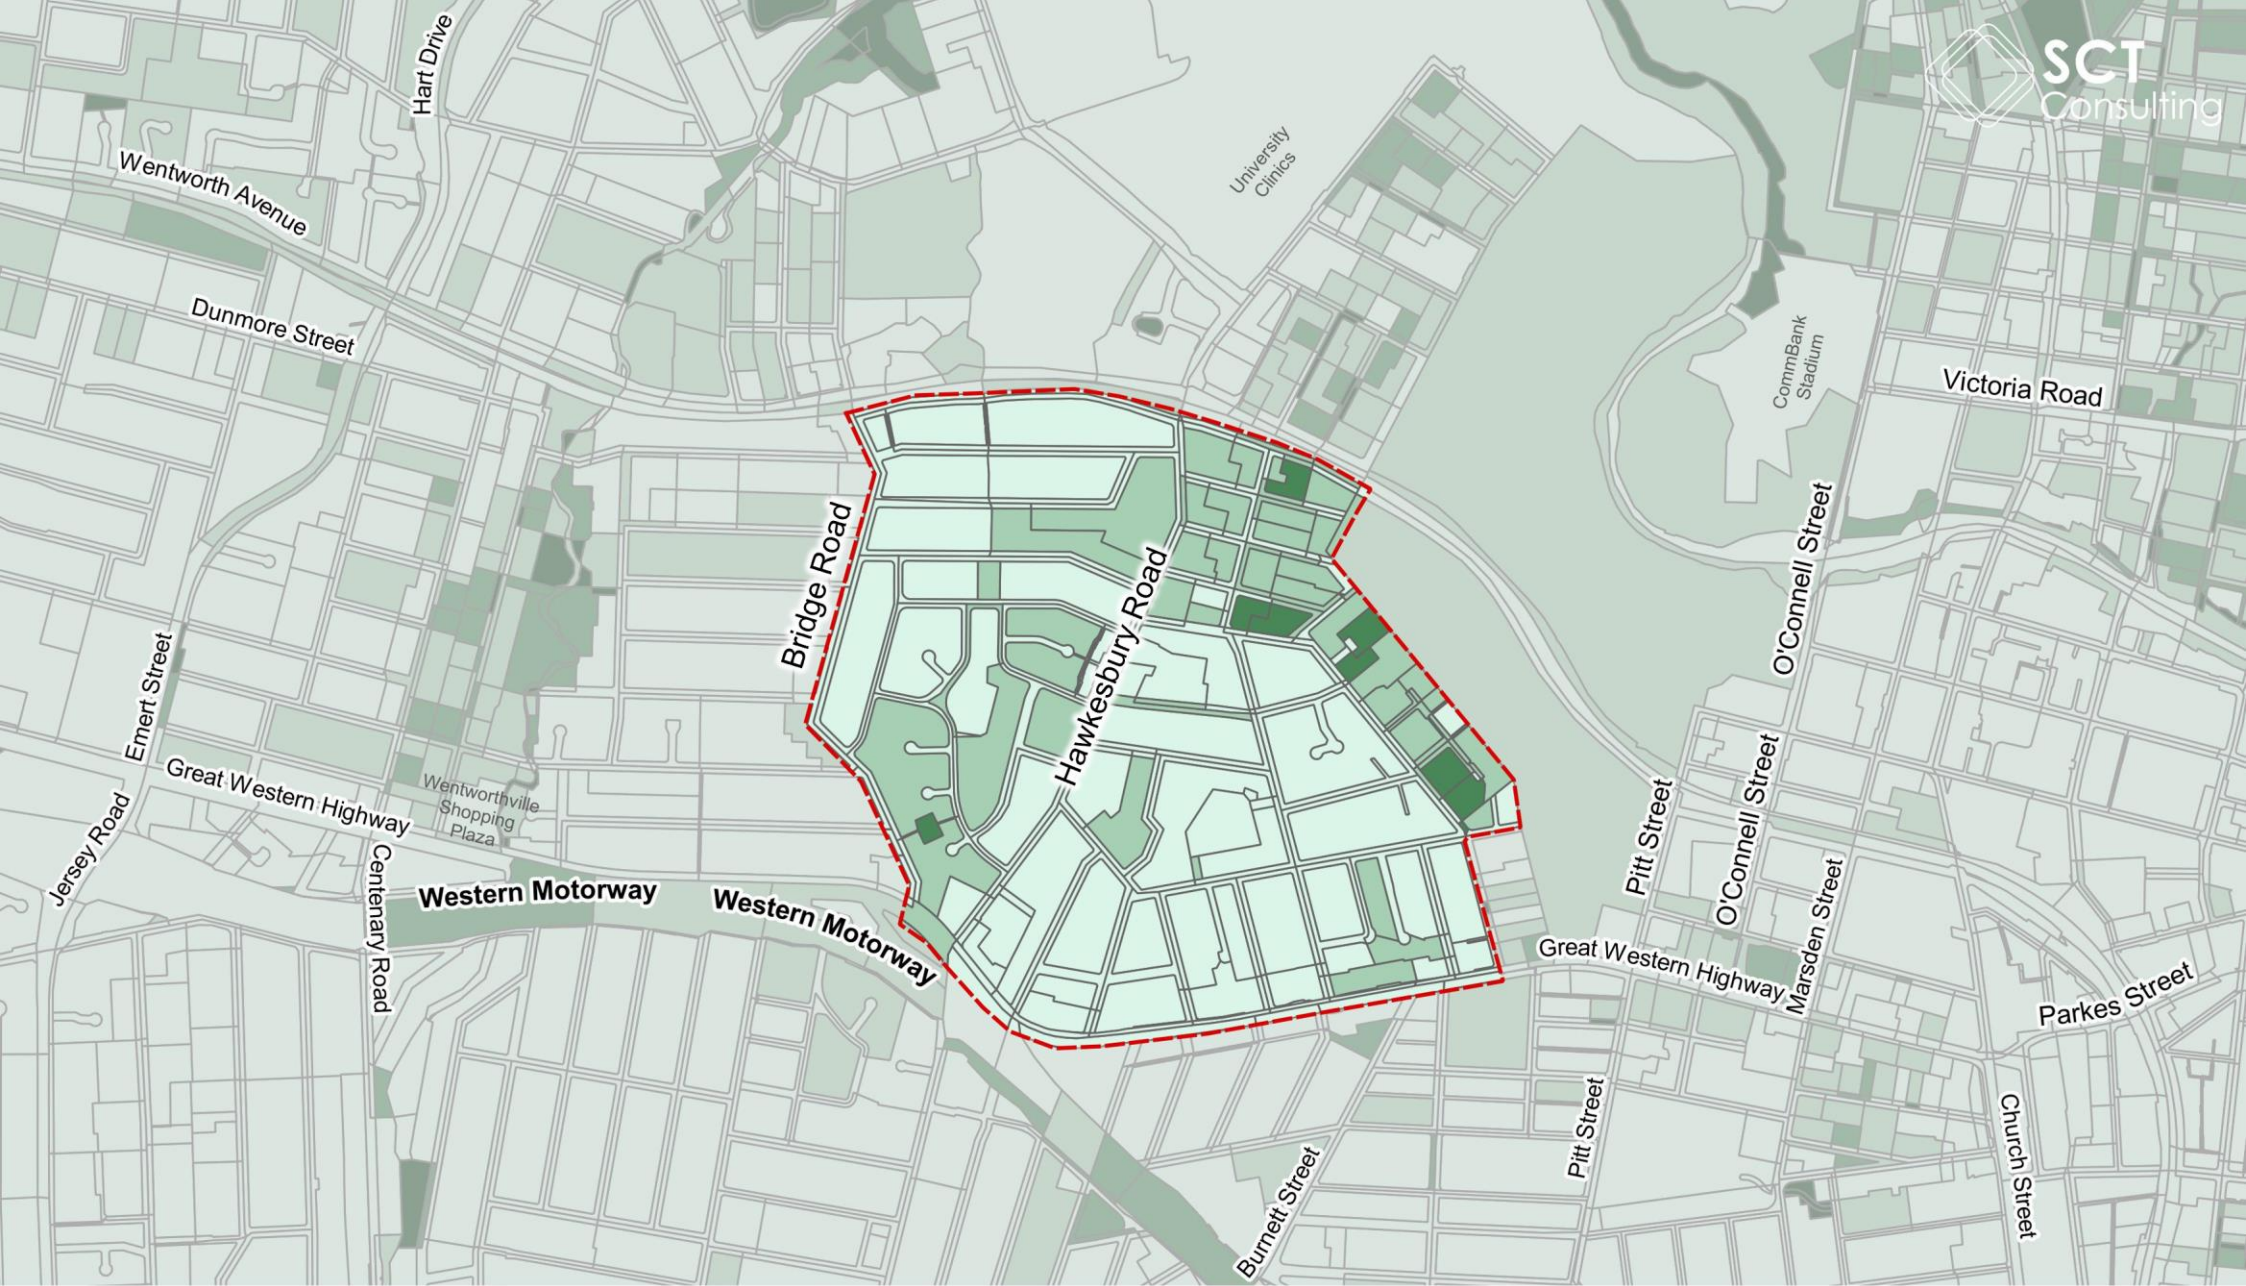 Hart Drive
SCT
Consulting
University
Clinics
Wentworth Avenue
Dunmore Street
CommBank
Stadium
Victoria Road
Bridge Road
Hawkesbury Road
O'Connell Street
Emert Street
Great Western Highway
Wentworthville
Shopping
Plaza
Jersey Road
Centenary Road
Western Motorway
Western Motorway
Pitt Street
O'Connell Street
Marsden Street
Great Western Highway
Parkes Street
Pitt Street
Church Street
Burnett Street